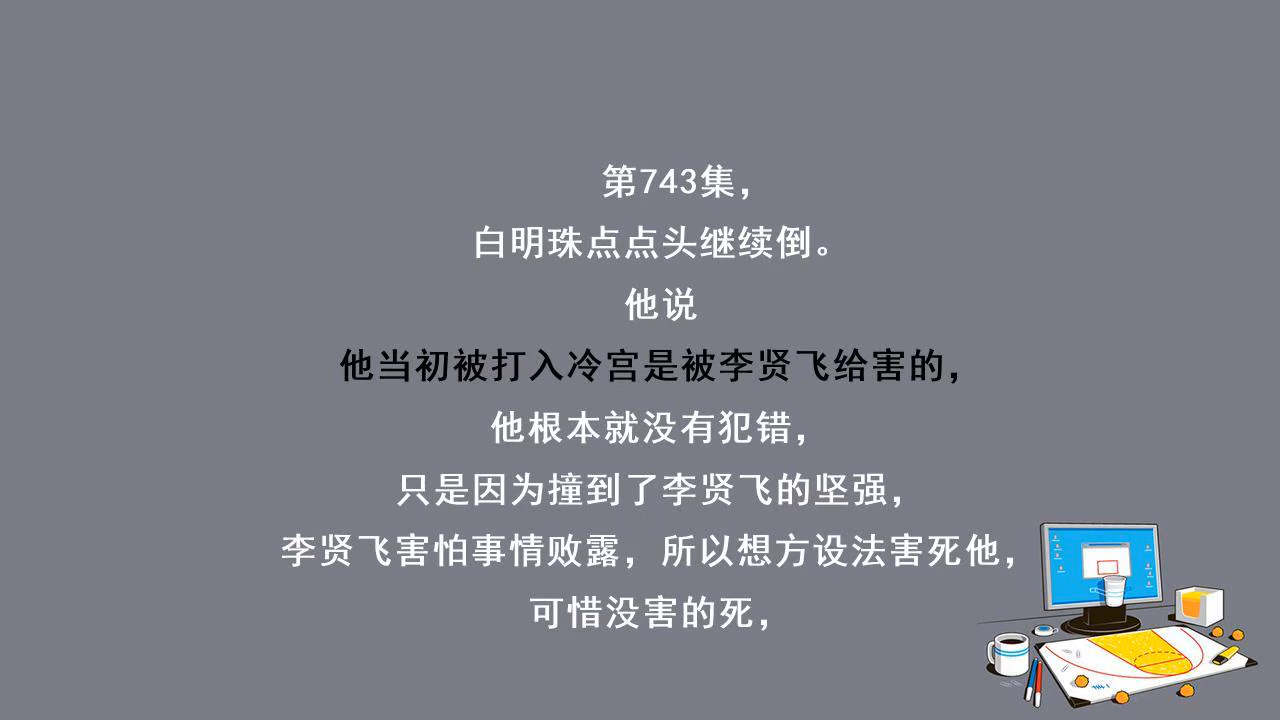 第743集，
白明珠点点头继续倒。
他说
他当初被打入冷宫是被李贤飞给害的，
他根本就没有犯错，
只是因为撞到了李贤飞的坚强，
李贤飞害怕事情败露，所以想方设法害死他，
可惜没害的死，